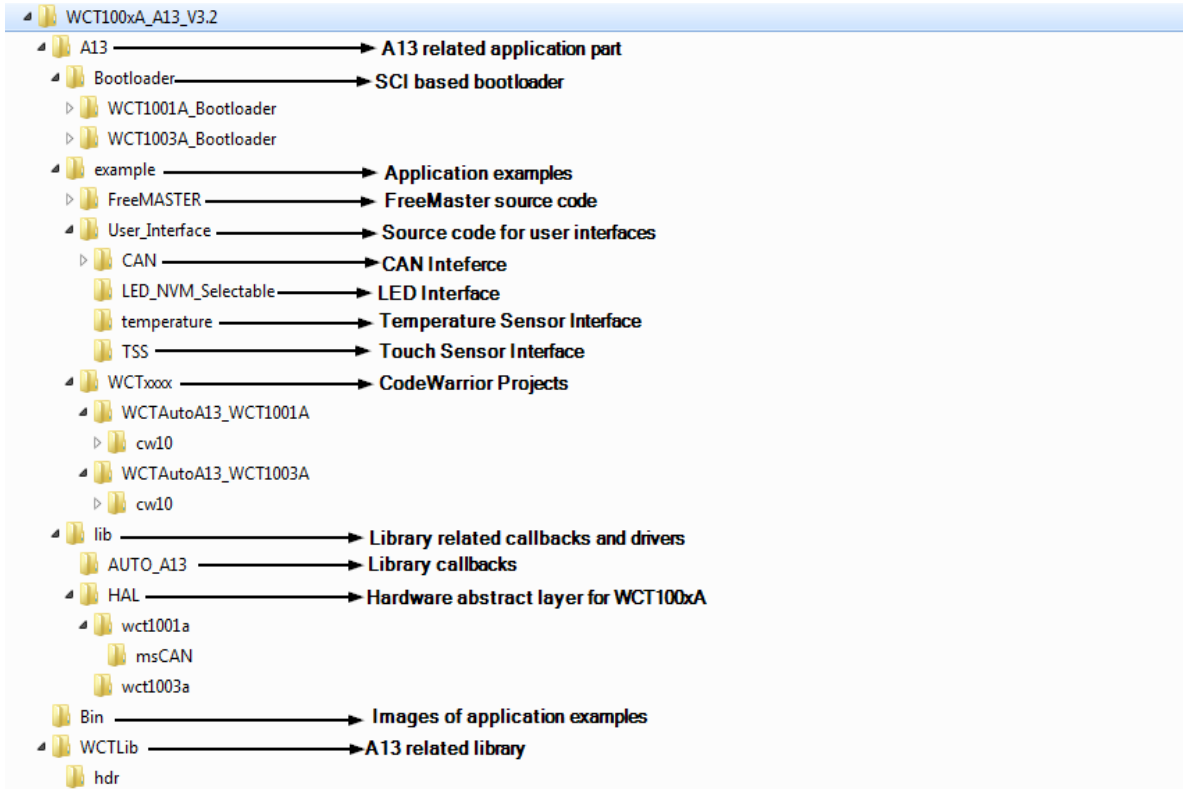 WCT100xA_A13_V3.2
A13 A13 related application part
Bootloader SCI based bootloader
WCT1001A_Bootloader
WCT1003A_Bootloader
example Application examples
FreeMASTER FreeMaster source code
User_Interface Source code for user interfaces
CAN CAN Inteferce
LED_NVM_Selectable LED Interface
temperature Temperature Sensor Interface
TSS Touch Sensor Interface
WCTxxxx CodeWarrior Projects
WCTAutoA13_WCT1001A
cw10
WCTAutoA13_WCT1003A
cw10
lib Library related callbacks and drivers
AUTO_A13 Library callbacks
HAL Hardware abstract layer for WCT100xA
wct1001a
msCAN
wct1003a
Bin Images of application examples
WCTLib A13 related library
hdr